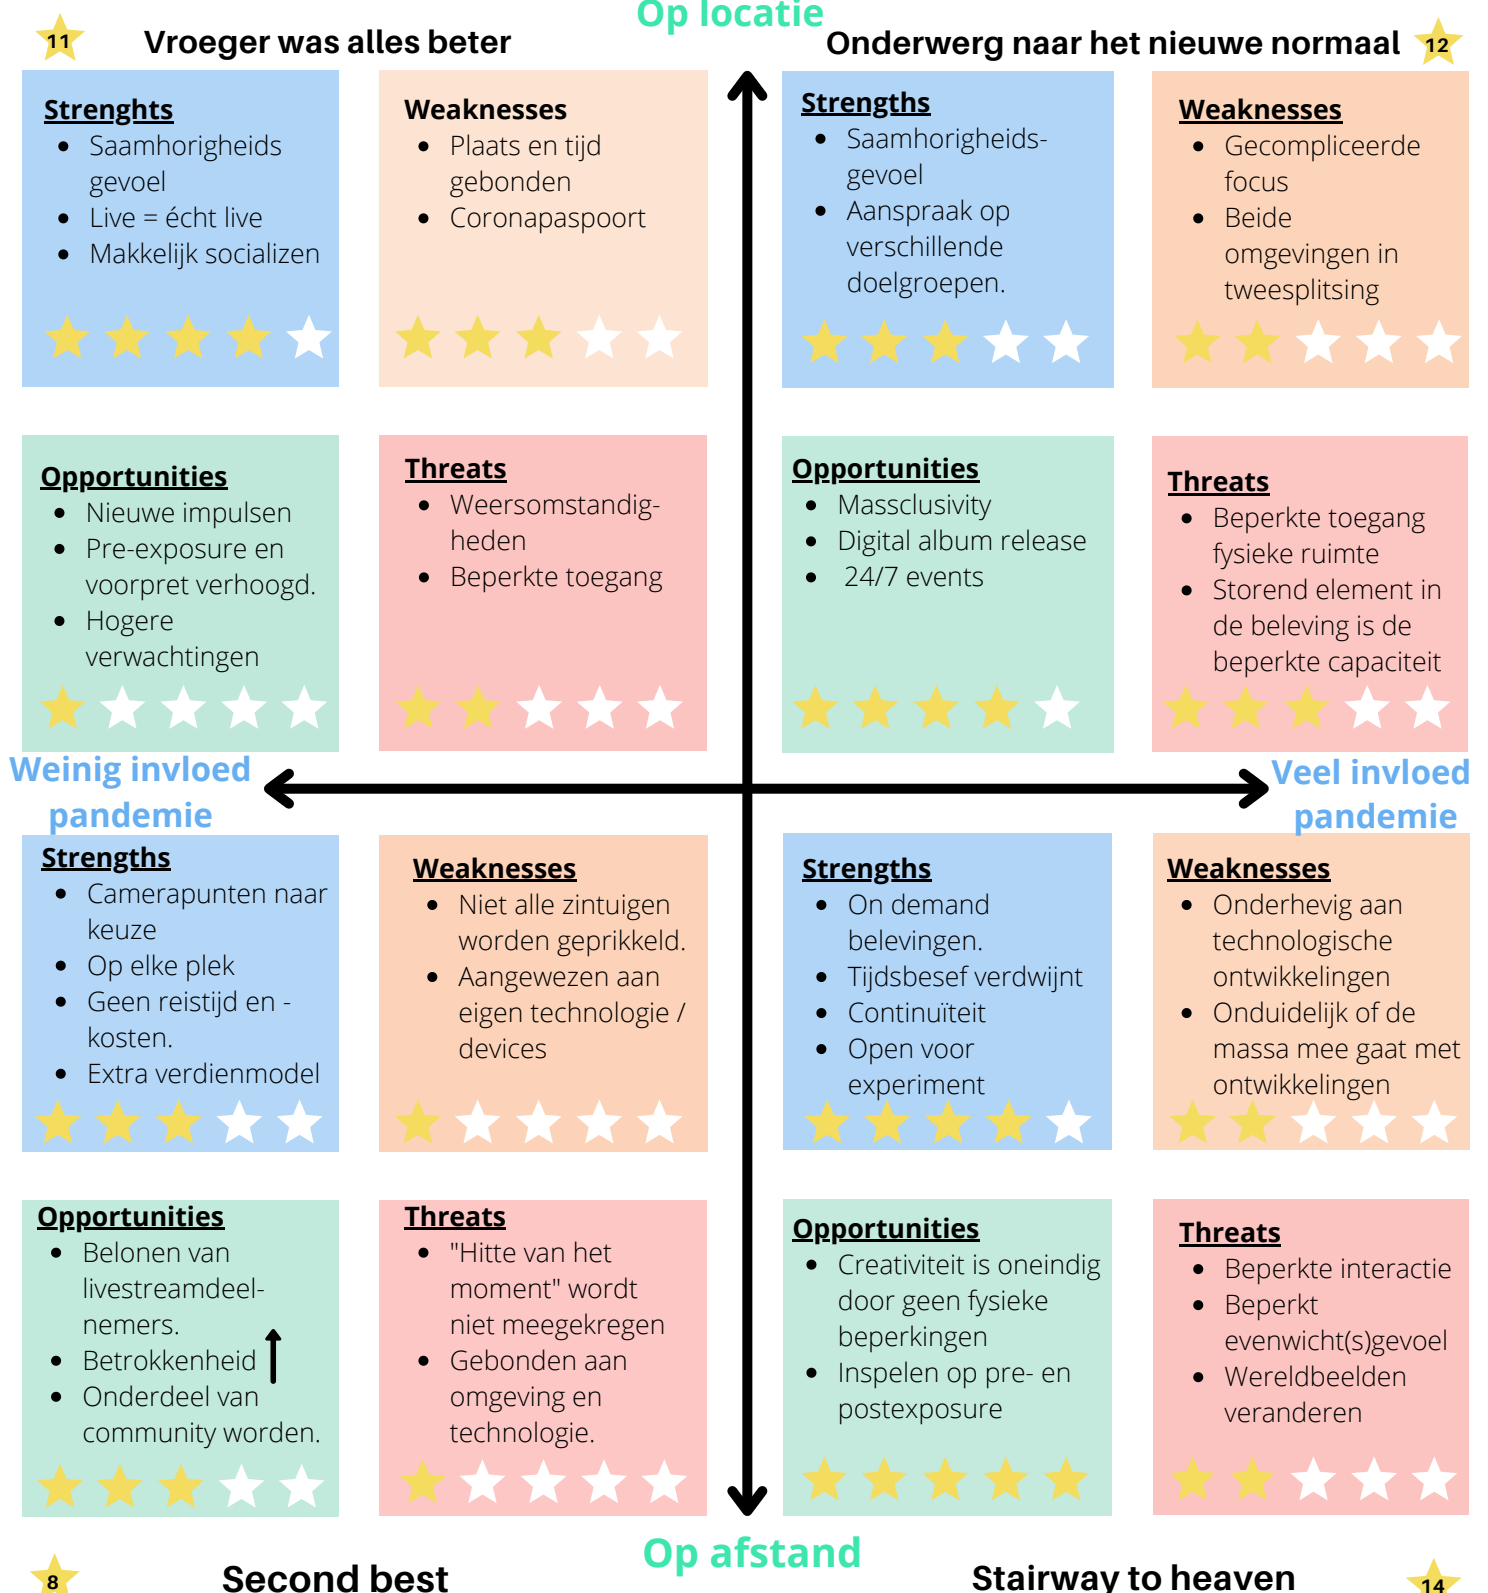 Op locatie
11
Vroeger was alles beter
Onderwerg naar het nieuwe normaal
12
Strenghts
• Saamhorigheids
gevoel
• Live = écht live
• Makkelijk socializen
Weaknesses
• Plaats en tijd
gebonden
• Coronapaspoort
Strengths
• Saamhorigheids-
gevoel
• Aanspraak op
verschillende
doelgroepen.
Weaknesses
• Gecompliceerde
focus
• Beide
omgevingen in
tweesplitsing
Opportunities
• Nieuwe impulsen
• Pre-exposure en
voorpret verhoogd.
• Hogere
verwachtingen
Threats
• Weersomstandig-
heden
• Beperkte toegang
Opportunities
• Massclusivity
• Digital album release
• 24/7 events
Threats
• Beperkte toegang
fysieke ruimte
• Storend element in
de beleving is de
beperkte capaciteit
Weinig invloed
pandemie
Veel invloed
pandemie
Strengths
• Camerapunten naar
keuze
• Op elke plek
• Geen reistijd en -
kosten.
• Extra verdienmodel
Weaknesses
• Niet alle zintuigen
worden geprikkeld.
• Aangewezen aan
eigen technologie /
devices
Strengths
• On demand
belevingen.
• Tijdsbesef verdwijnt
• Continuïteit
• Open voor
experiment
Weaknesses
• Onderhevig aan
technologische
ontwikkelingen
• Onduidelijk of de
massa mee gaat met
ontwikkelingen
Opportunities
• Belonen van
livestreamdeel-
nemers.
• Betrokkenheid
• Onderdeel van
community worden.
Threats
• "Hitte van het
moment" wordt
niet meegekregen
• Gebonden aan
omgeving en
technologie.
Opportunities
• Creativiteit is oneindig
door geen fysieke
beperkingen
• Inspelen op pre- en
postexposure
Threats
• Beperkte interactie
• Beperkt
evenwicht(s)gevoel
• Wereldbeelden
veranderen
Op afstand
8
Second best
Stairway to heaven
14